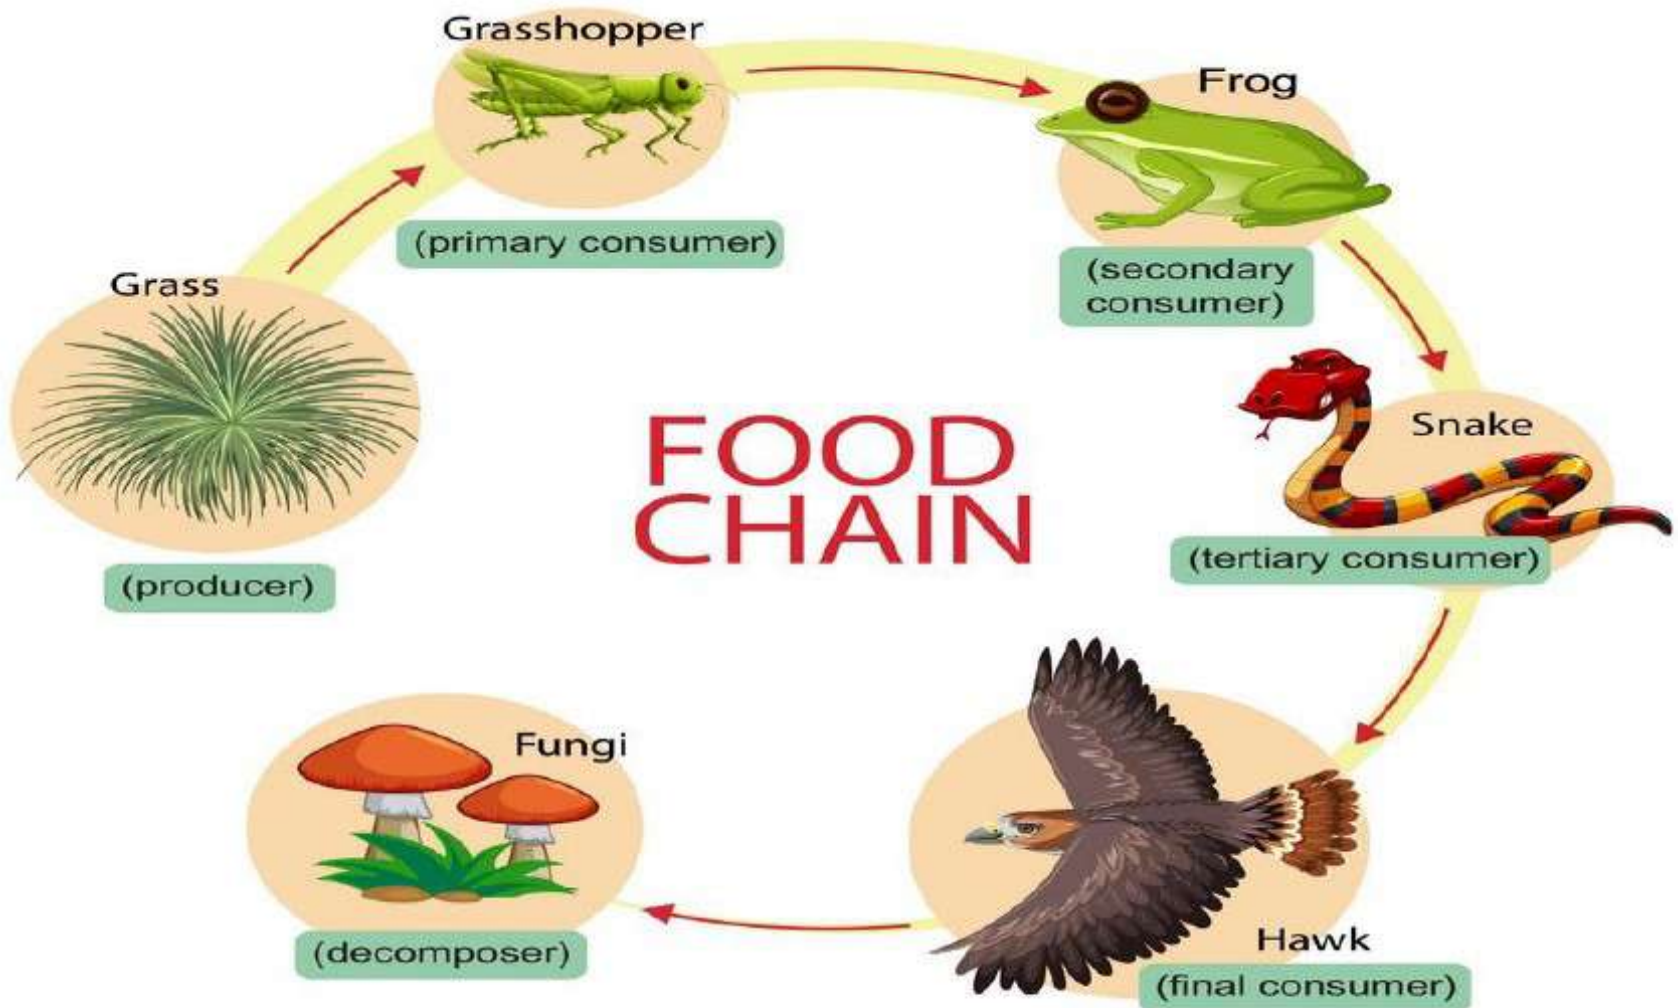 Grasshopper
(primary consumer)
Frog
(secondary
consumer)
Grass
(producer)
FOOD
CHAIN
Snake
(tertiary consumer)
Hawk
(final consumer)
Fungi
(decomposer)